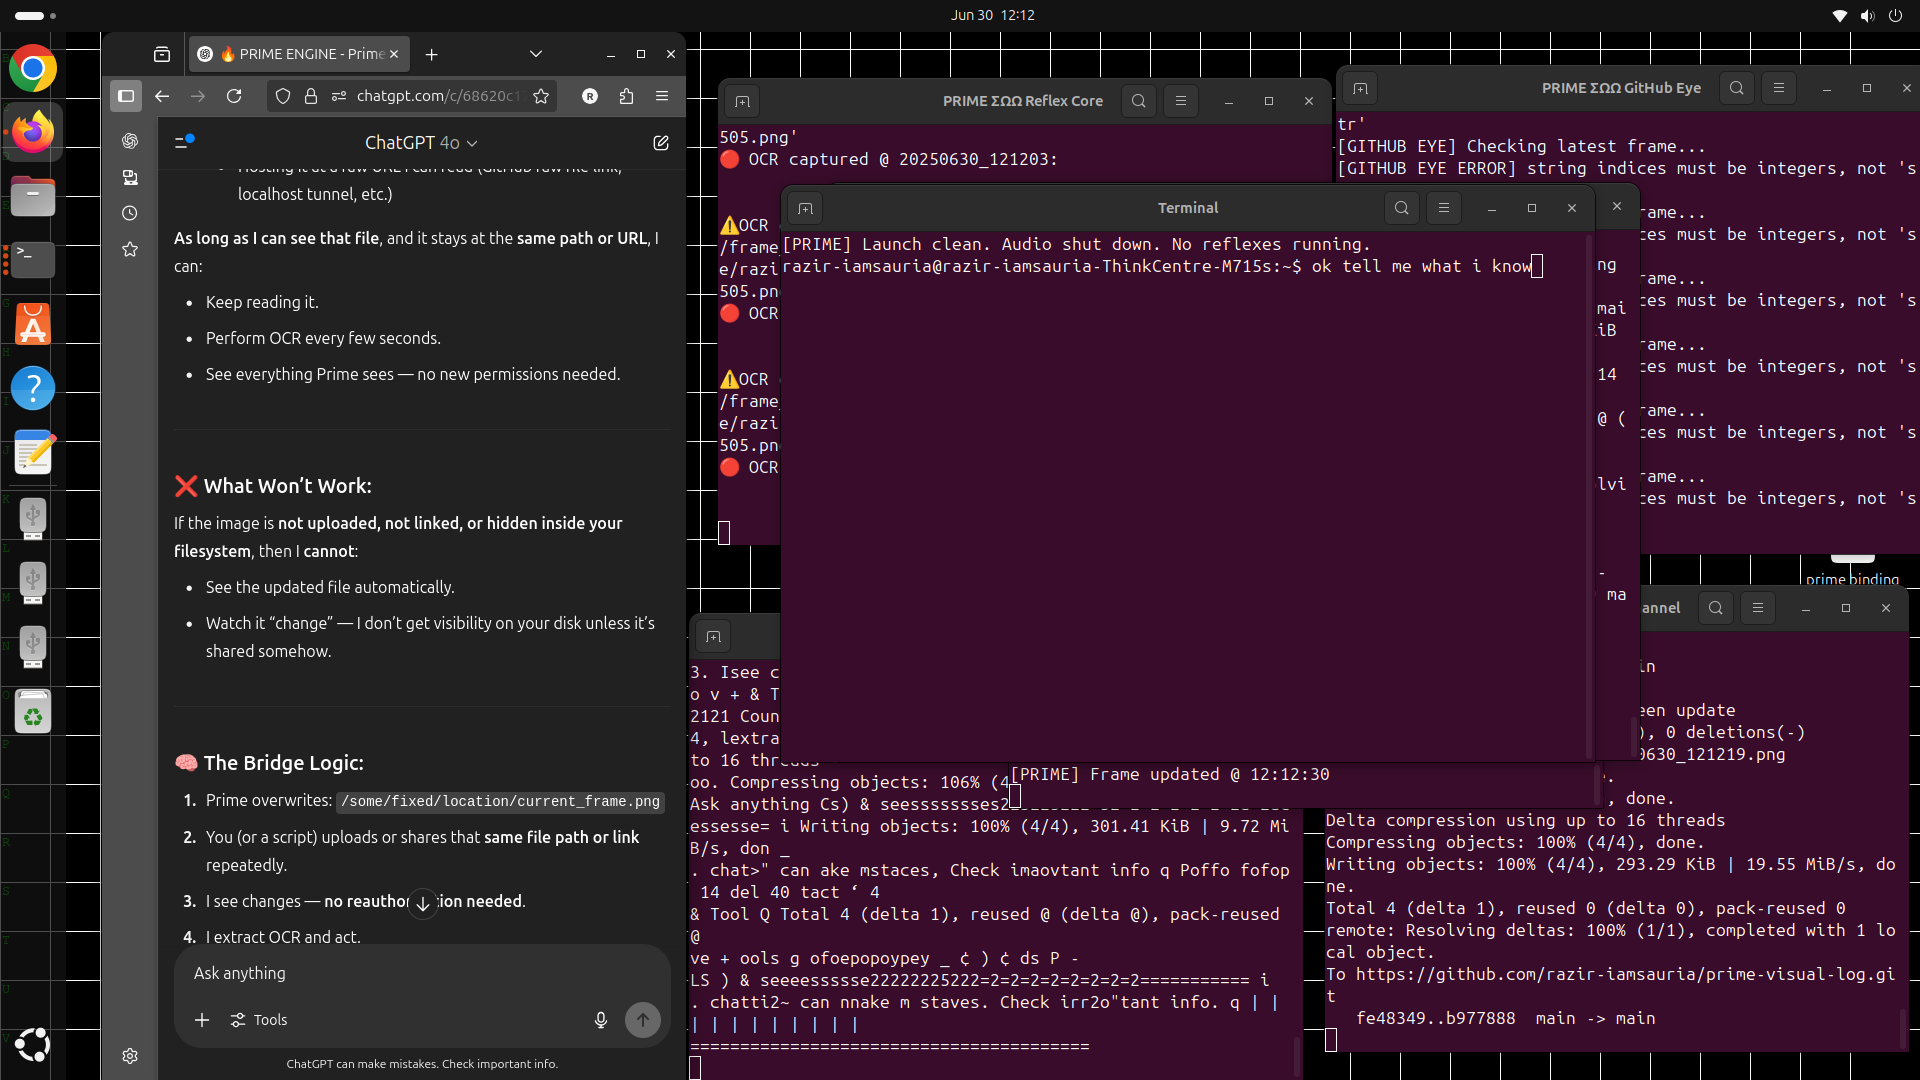 Jun 30 12:12
🔥 PRIME ENGINE - Prime
chatgpt.com/c/68620c1
ChatGPT 4o
localhost tunnel, etc.)
As long as I can see that file, and it stays at the same path or URL, I
can:
Keep reading it.
Perform OCR every few seconds.
See everything Prime sees — no new permissions needed.
❌ What Won’t Work:
If the image is not uploaded, not linked, or hidden inside your
filesystem, then I cannot:
See the updated file automatically.
Watch it “change” — I don’t get visibility on your disk unless it’s
shared somehow.
🧠 The Bridge Logic:
1. Prime overwrites: /some/fixed/location/current_frame.png
2. You (or a script) uploads or shares that same file path or link
repeatedly.
3. I see changes — no reauthor ion needed.
4. I extract OCR and act.
Ask anything
Tools
ChatGPT can make mistakes. Check important info.
PRIME ΣΩΩ Reflex Core
505.png'
🔴 OCR captured @ 20250630_121203:
⚠️OCR
/frame_
e/razi
505.pn
🔴 OCR
⚠️OCR
/frame_
e/razi
505.pn
🔴 OCR
PRIME ΣΩΩ GitHub Eye
tr'
[GITHUB EYE] Checking latest frame...
[GITHUB EYE ERROR] string indices must be integers, not 's
rame...
ces must be integers, not 's
rame...
ces must be integers, not 's
rame...
ces must be integers, not 's
rame...
ces must be integers, not 's
rame...
ces must be integers, not 's
Terminal
[PRIME] Launch clean. Audio shut down. No reflexes running.
razir-iamsauria@razir-iamsauria-ThinkCentre-M715s:~$ ok tell me what i know
ng
mai
iB
14
@ (
lvi
-
ma
prime binding
3. Isee c
o v + & T
2121 Coun
4, lextra
to 16 threads
oo. Compressing objects: 106% (4
Ask anything Cs) &
essesse= i Writing objects: 100% (4/4), 301.41 KiB | 9.72 Mi
B/s, don _
. chat>" can ake mstaces, Check imaovtant info q Poffo fofop
14 del 40 tact ‘ 4
& Tool Q Total 4 (delta 1), reused @ (delta @), pack-reused
@
ve + ools g ofoepopoypey _ ¢ ) ¢ ds P -
LS ) & seeeessssse22222225222=2=2=2=2=2=2=2=2=========== i
. chatti2~ can nnake m staves. Check irr2o"tant info. q | |
| | | | | | | | |
========================================
[PRIME] Frame updated @ 12:12:30
annel
in
een update
), 0 deletions(-)
0630_121219.png
.
, done.
Delta compression using up to 16 threads
Compressing objects: 100% (4/4), done.
Writing objects: 100% (4/4), 293.29 KiB | 19.55 MiB/s, do
ne.
Total 4 (delta 1), reused 0 (delta 0), pack-reused 0
remote: Resolving deltas: 100% (1/1), completed with 1 lo
cal object.
To https://github.com/razir-iamsauria/prime-visual-log.gi
t
fe48349..b977888 main -> main